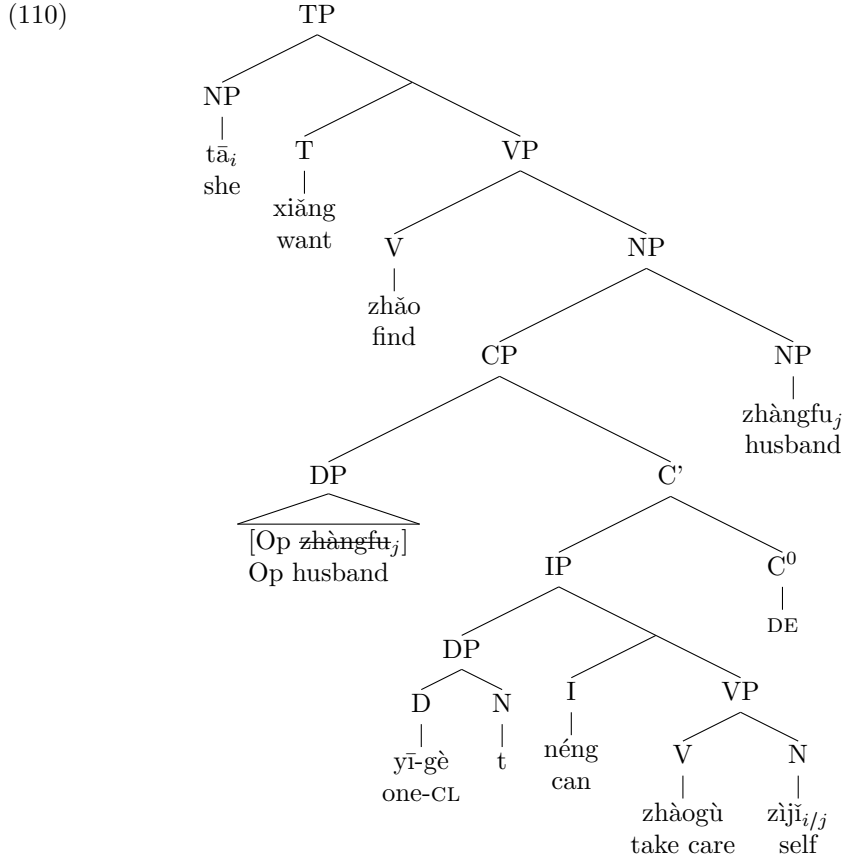 (110)
TP
NP
tā_i
she
T
xiǎng
want
VP
V
zhǎo
find
NP
CP
NP
zhàngfu_j
husband
DP
[Op zhàngfu_j]
Op husband
C'
IP
C⁰
DE
DP
D
yī-gè
one-CL
N
t
I
néng
can
VP
V
zhàogù
take care
N
zìjǐ_i/j
self